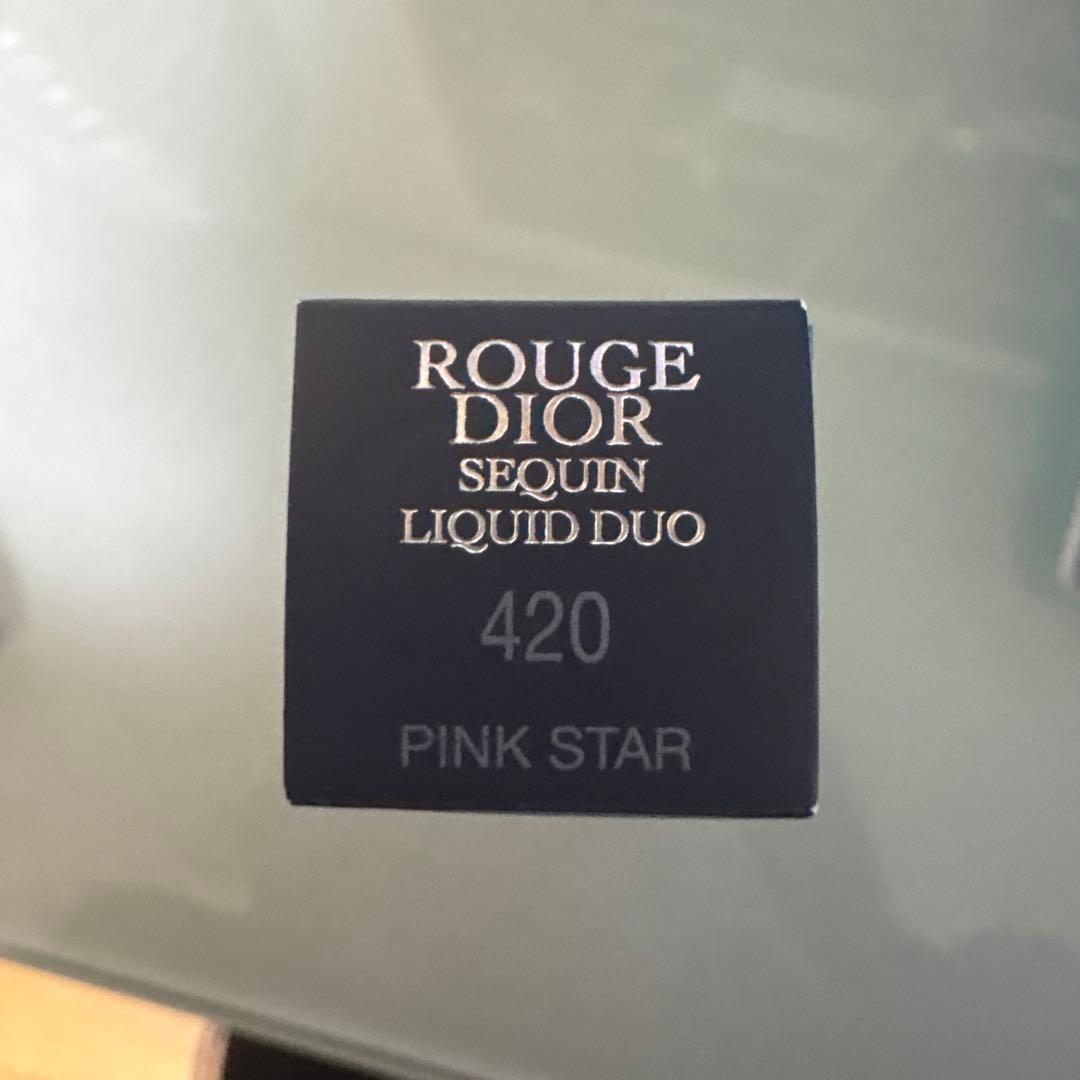 ROUGE
DIOR
SEQUIN
LIQUID DUO
420
PINK STAR